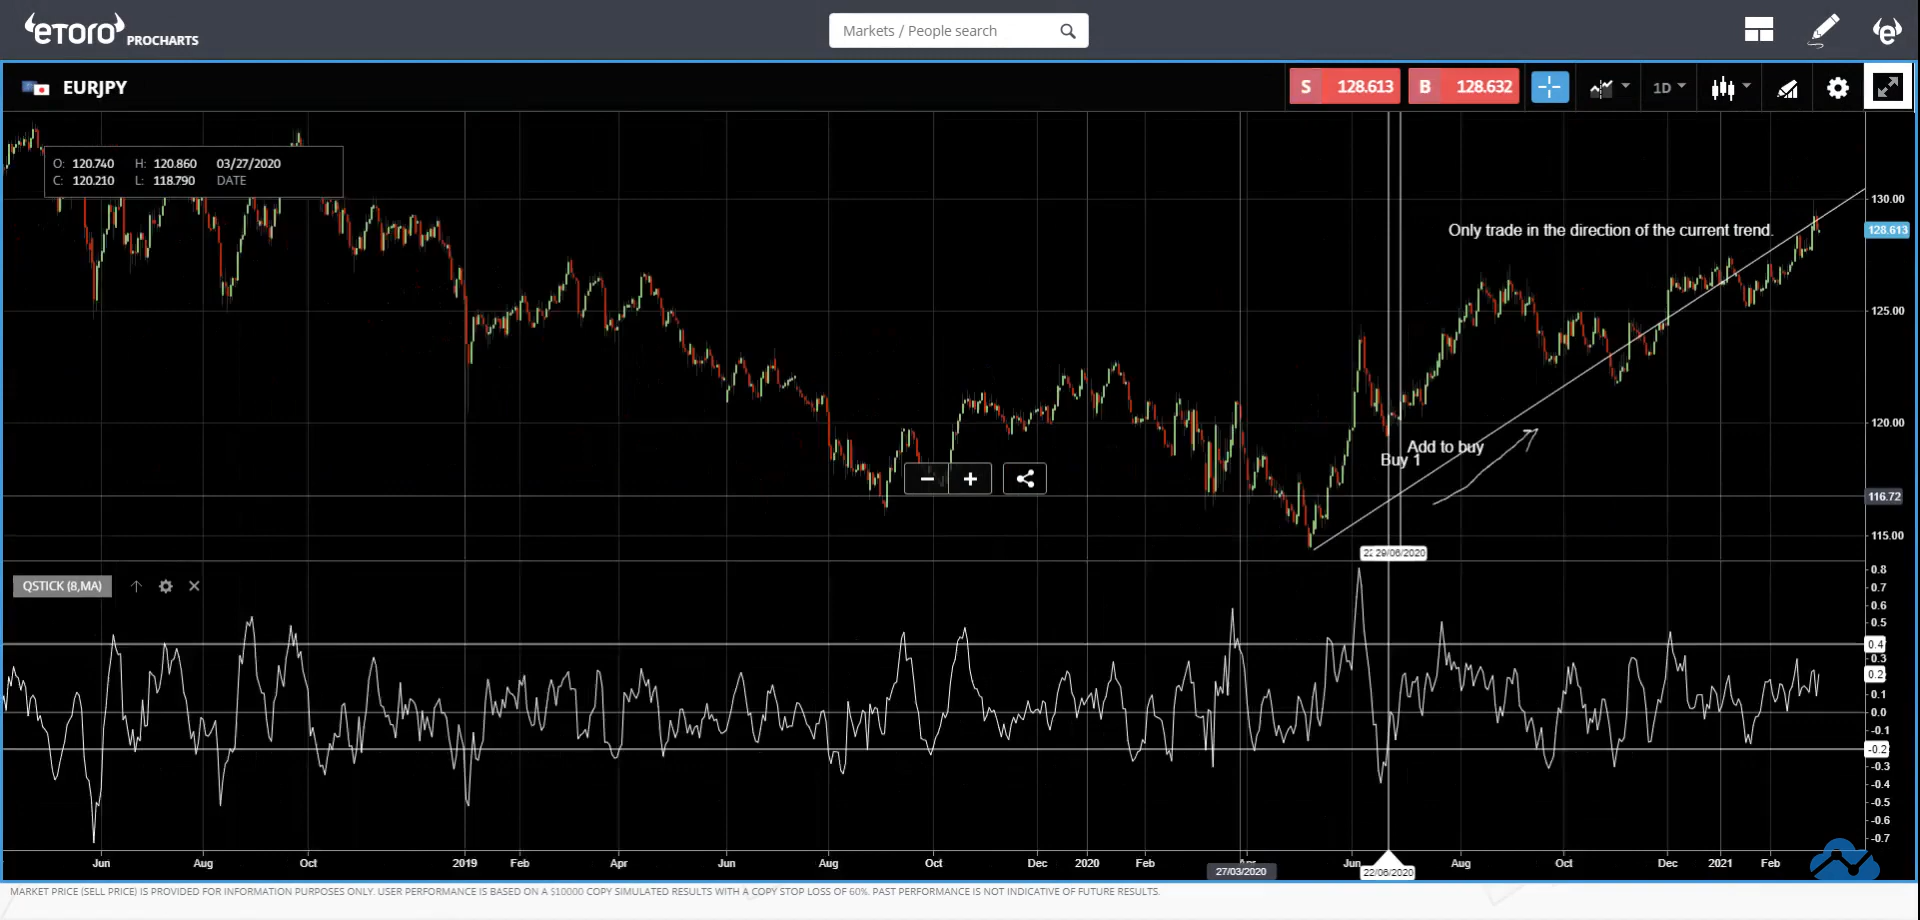 eToro PROCHARTS
Markets / People search
EURJPY
S 128.613 B 128.632
1D
O: 120.740 H: 120.860 03/27/2020
C: 120.210 L: 118.790 DATE
130.00
Only trade in the direction of the current trend.
128.613
125.00
120.00
Add to buy
Buy 1
116.72
115.00
29/06/2020
QSTICK (8,MA)
0.8
0.7
0.6
0.5
0.4
0.3
0.2
0.1
0.0
-0.1
-0.2
-0.3
-0.4
-0.5
-0.6
-0.7
Jun Aug Oct 2019 Feb Apr Jun Aug Oct Dec 2020 Feb Jun Aug Oct Dec 2021 Feb
27/03/2020 22/06/2020
MARKET PRICE (SELL PRICE) IS PROVIDED FOR INFORMATION PURPOSES ONLY. USER PERFORMANCE IS BASED ON A $10000 COPY SIMULATED RESULTS WITH A COPY STOP LOSS OF 60%. PAST PERFORMANCE IS NOT INDICATIVE OF FUTURE RESULTS.